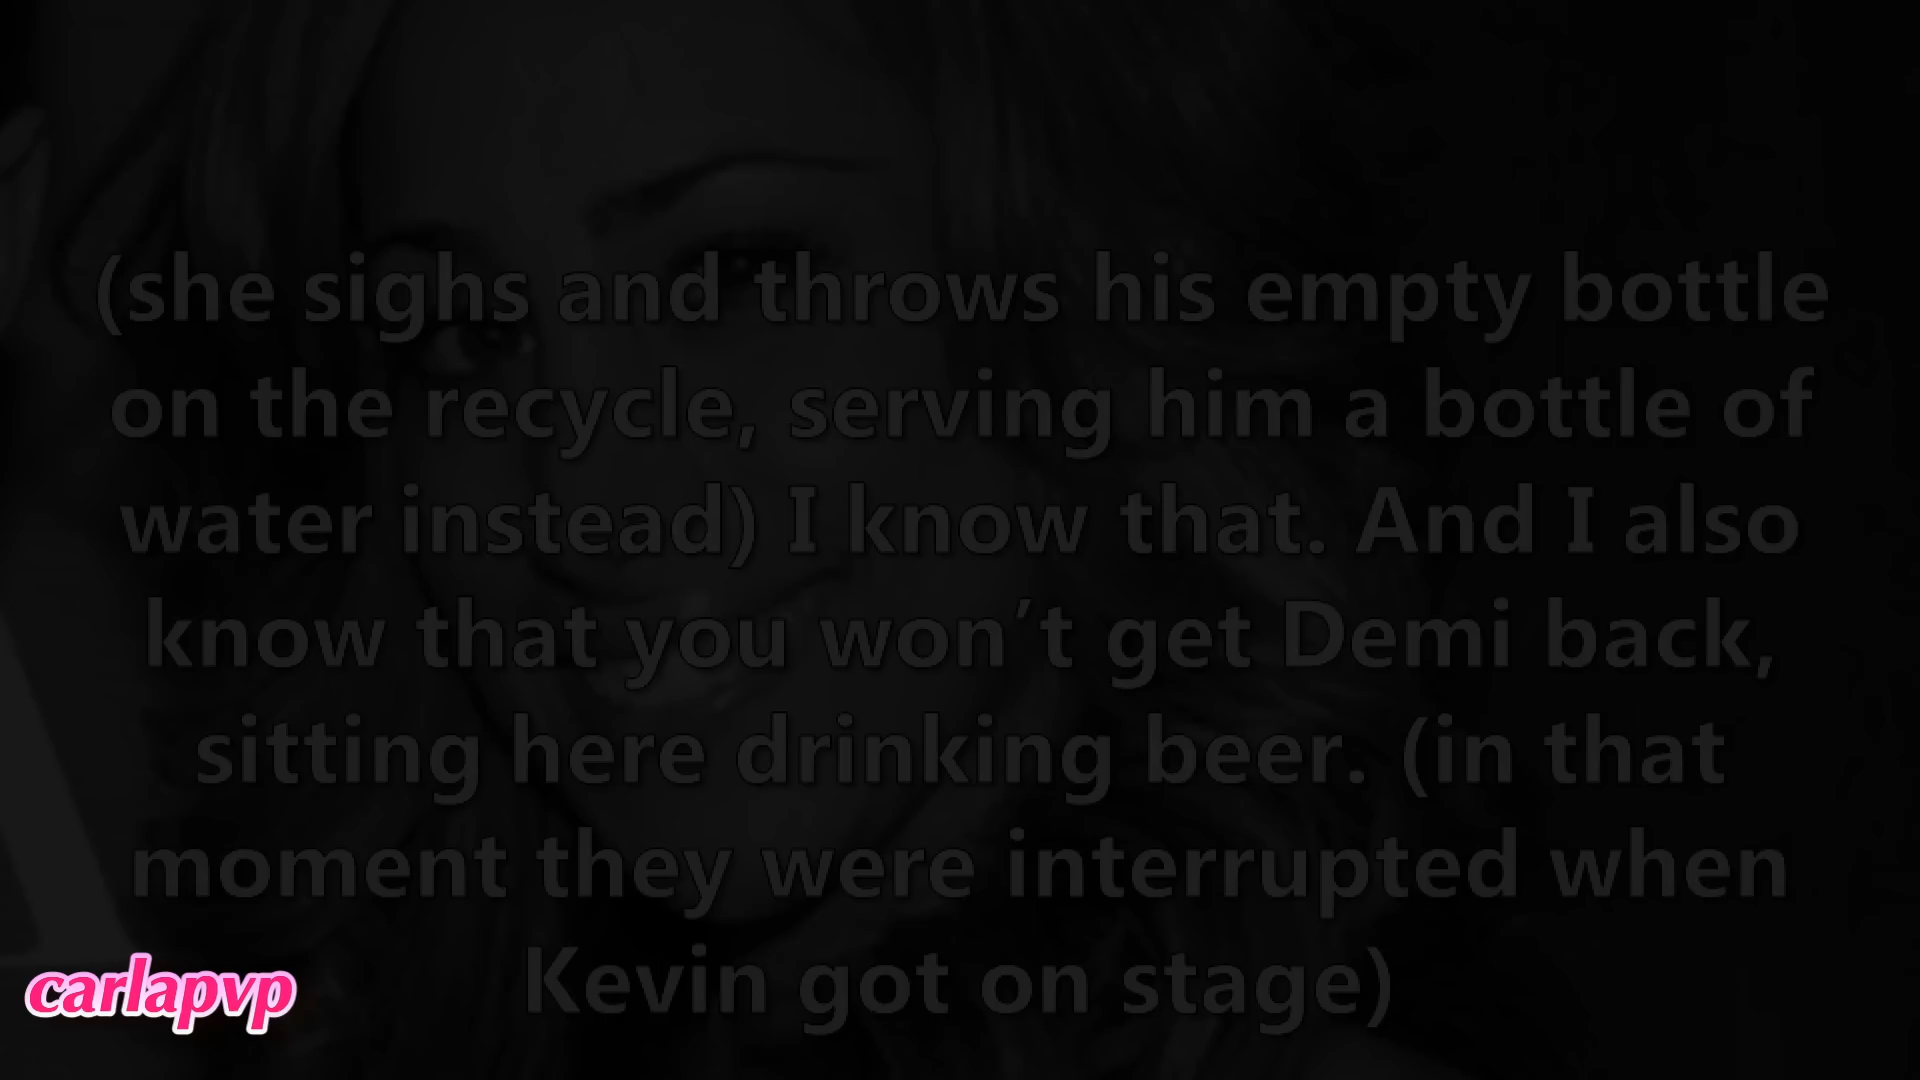 (she sighs and throws his empty bottle
on the recycle, serving him a bottle of
water instead) I know that. And I also
know that you won’t get Demi back,
sitting here drinking beer. (in that
moment they were interrupted when
Kevin got on stage)
carlapvp